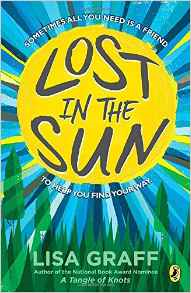 SOMETIMES ALL YOU NEED IS A FRIEND
LOST
IN THE
SUN
TO HELP YOU FIND YOUR WAY
LISA GRAFF
Author of the National Book Award Nominee
A Tangle of Knots